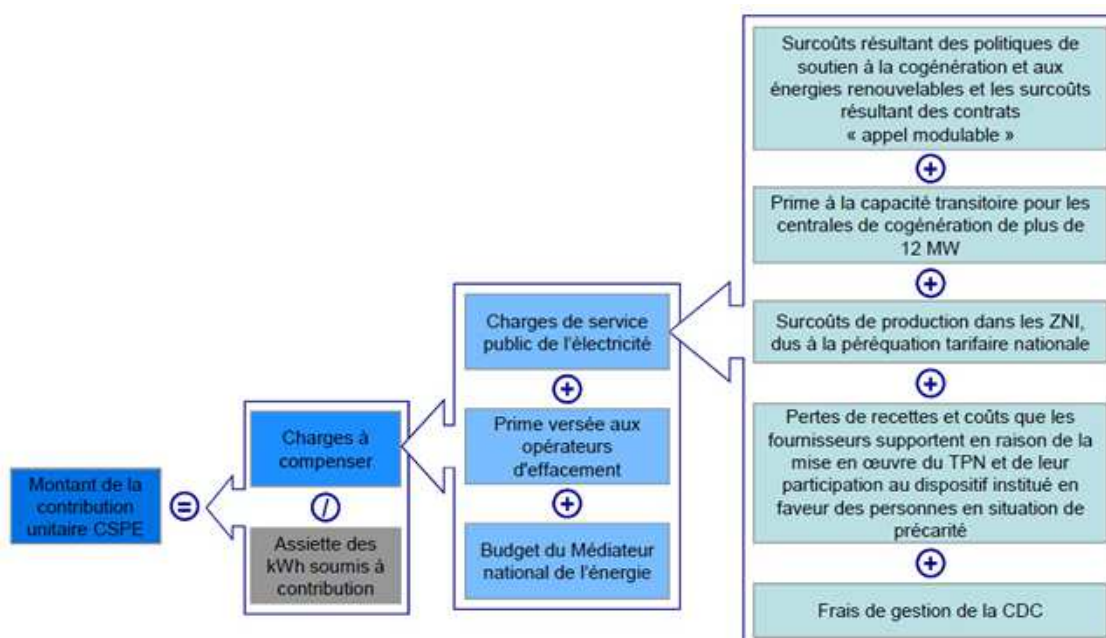 Montant de la
contribution
unitaire CSPE
=
Charges à
compenser
/
Assiette des
kWh soumis à
contribution
Charges de service
public de l'électricité
+
Prime versée aux
opérateurs
d'effacement
+
Budget du Médiateur
national de l'énergie
Surcoûts résultant des politiques de
soutien à la cogénération et aux
énergies renouvelables et les surcoûts
résultant des contrats
« appel modulable »
+
Prime à la capacité transitoire pour les
centrales de cogénération de plus de
12 MW
+
Surcoûts de production dans les ZNI,
dus à la péréquation tarifaire nationale
+
Pertes de recettes et coûts que les
fournisseurs supportent en raison de la
mise en œuvre du TPN et de leur
participation au dispositif institué en
faveur des personnes en situation de
précarité
+
Frais de gestion de la CDC